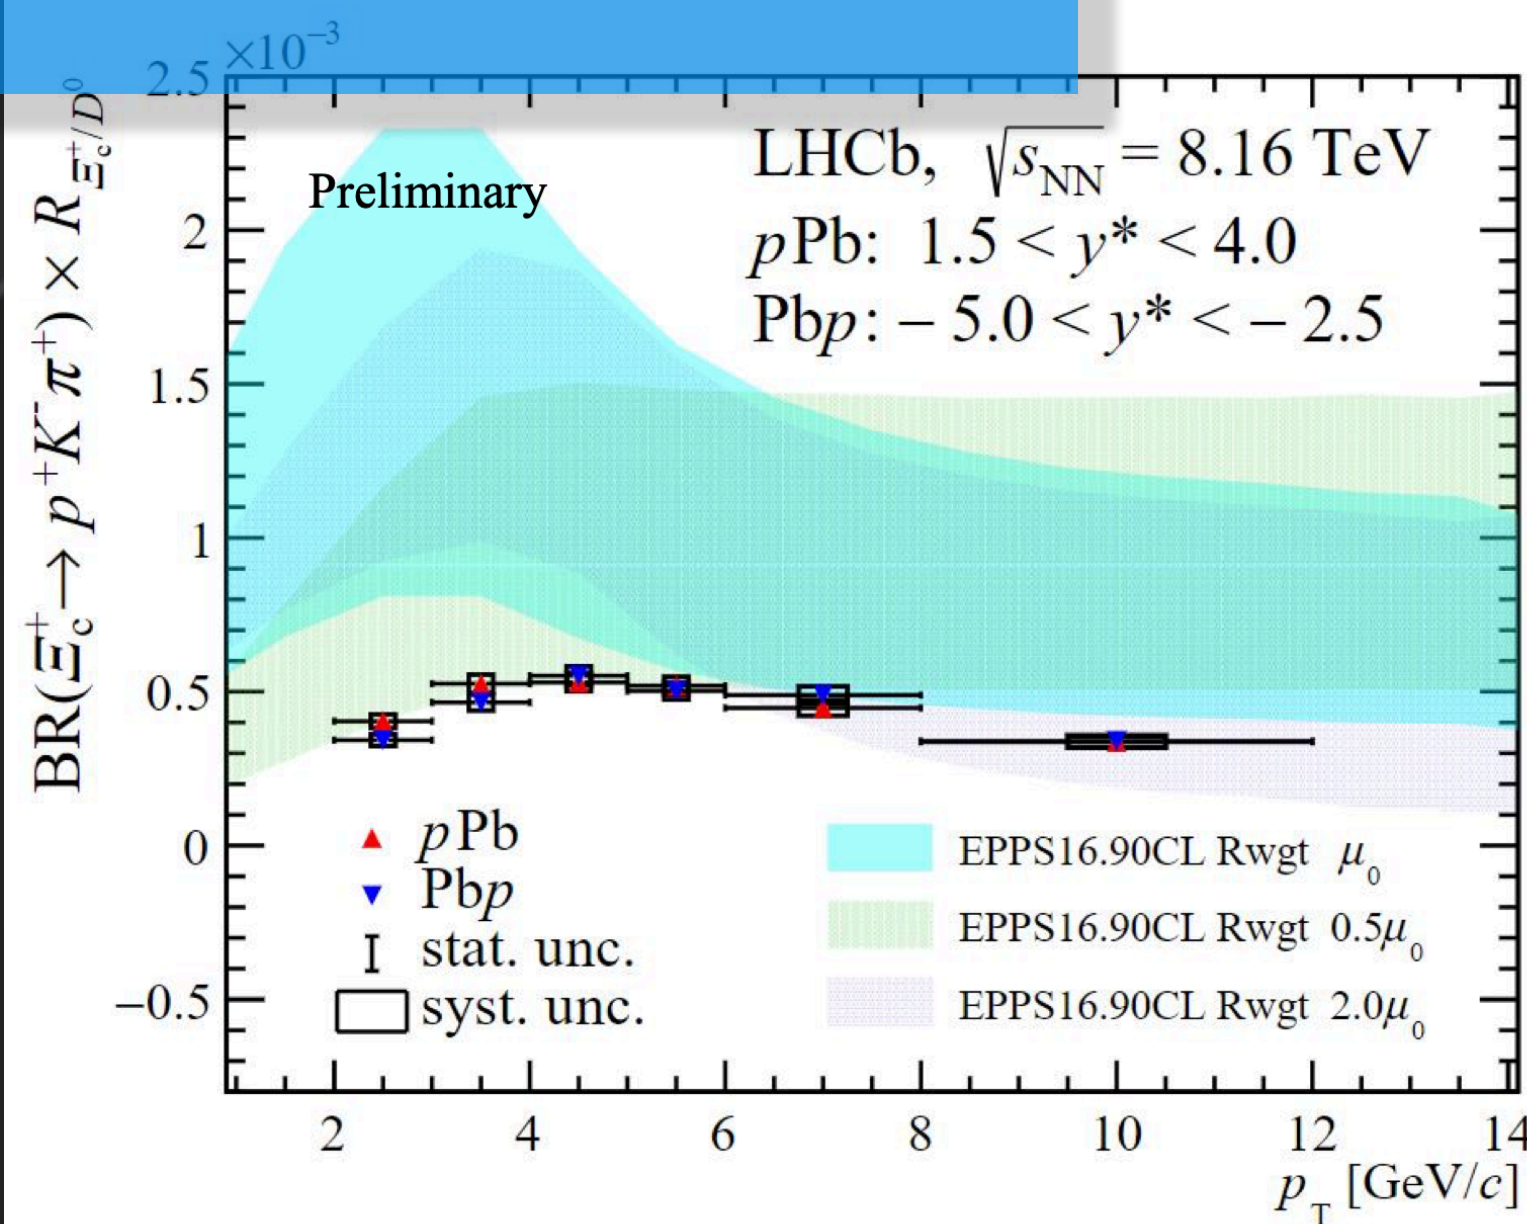 ×10⁻³
2.5
2
1.5
1
0.5
0
−0.5
BR(Ξc⁺→ p⁺K⁻π⁺) × R Ξc⁺/D⁰
Preliminary
LHCb, √sNN = 8.16 TeV
pPb: 1.5 < y* < 4.0
Pbp: − 5.0 < y* < − 2.5
pPb
Pbp
stat. unc.
syst. unc.
EPPS16.90CL Rwgt μ₀
EPPS16.90CL Rwgt 0.5μ₀
EPPS16.90CL Rwgt 2.0μ₀
2 4 6 8 10 12 14
pT [GeV/c]